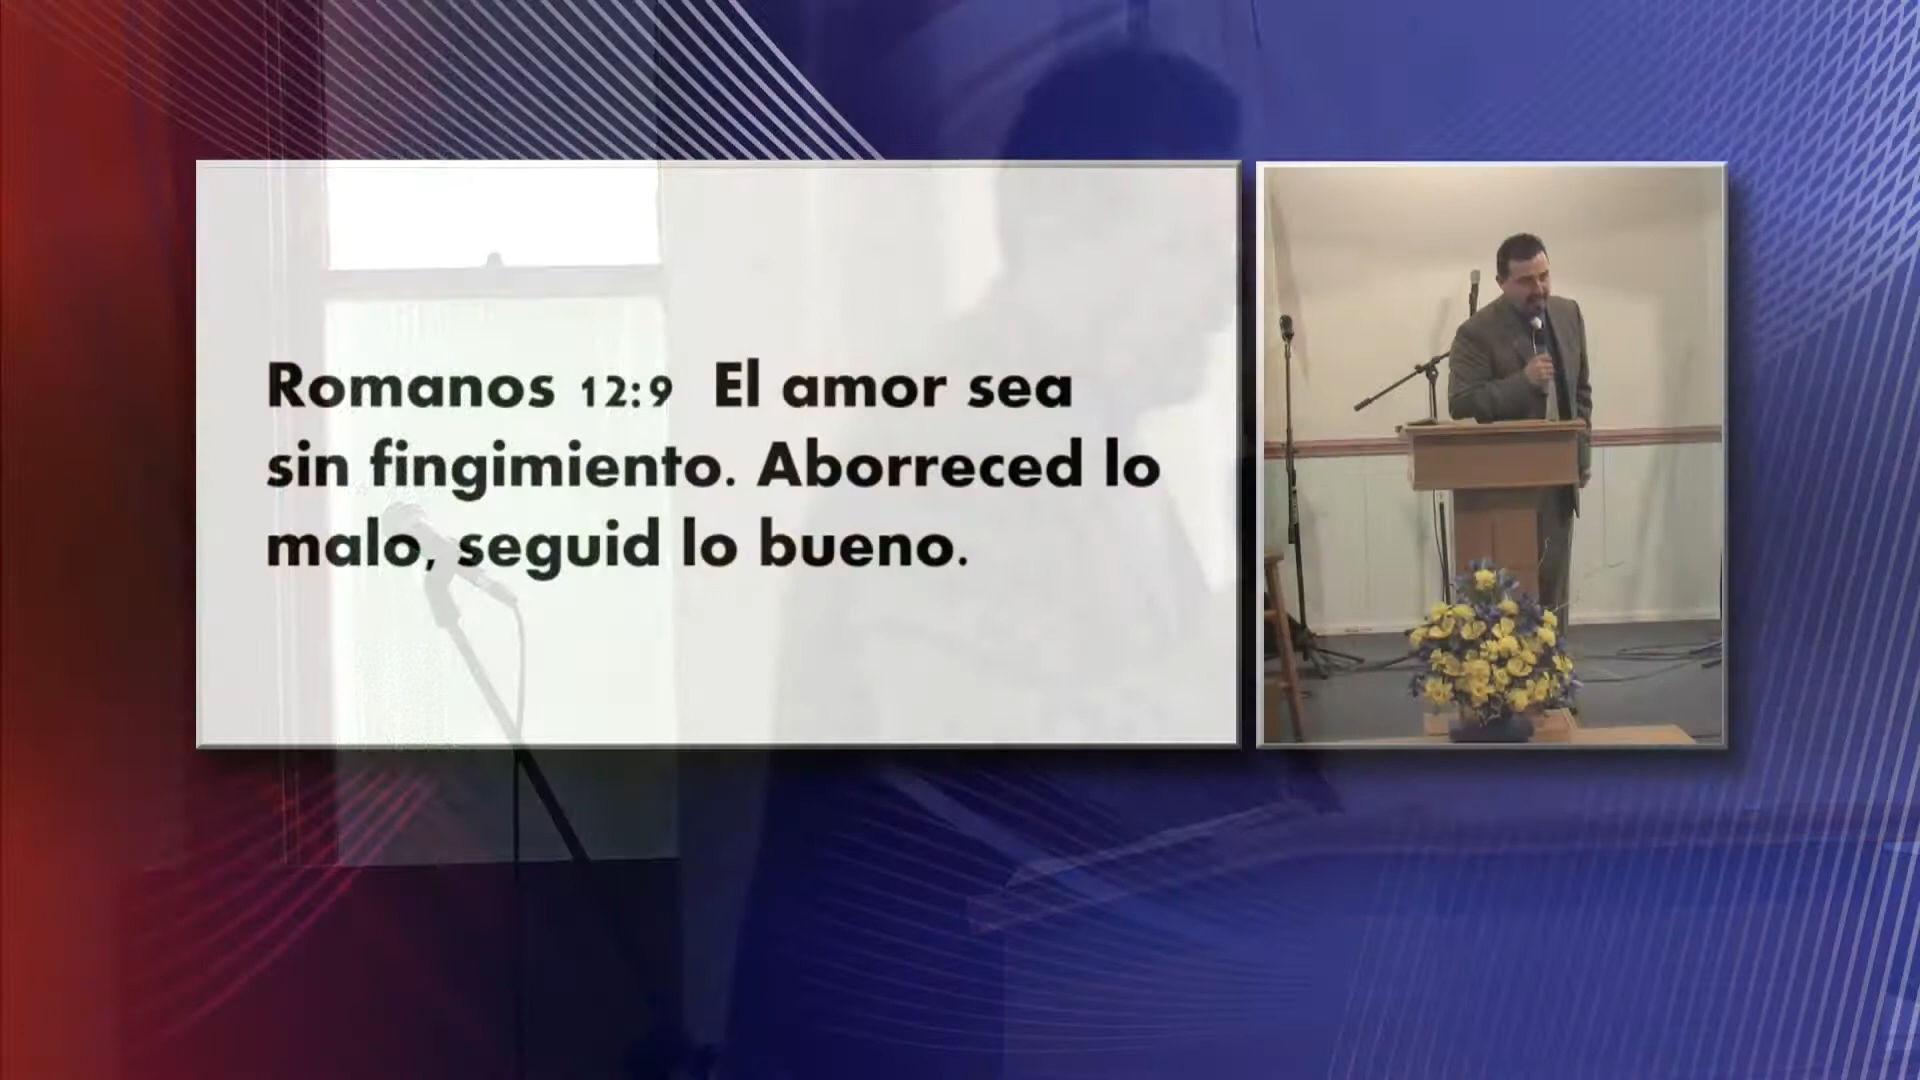 Romanos 12:9 El amor sea
sin fingimiento. Aborreced lo
malo, seguid lo bueno.